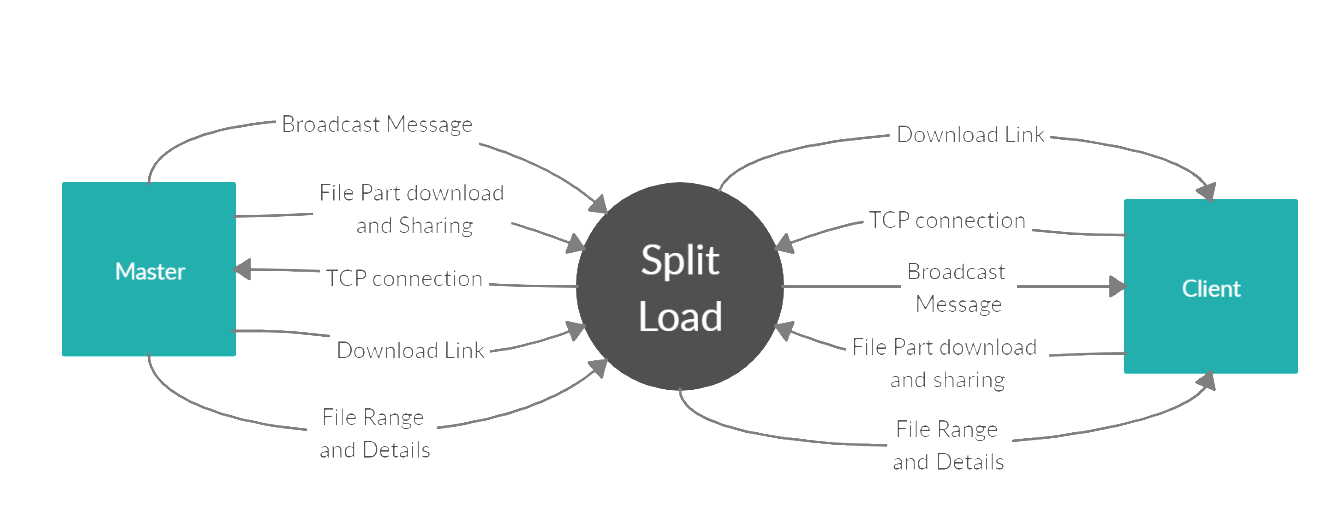 Broadcast Message
File Part download
and Sharing
TCP connection
Download Link
File Range
and Details
Master
Split
Load
Download Link
TCP connection
Broadcast
Message
File Part download
and sharing
File Range
and Details
Client